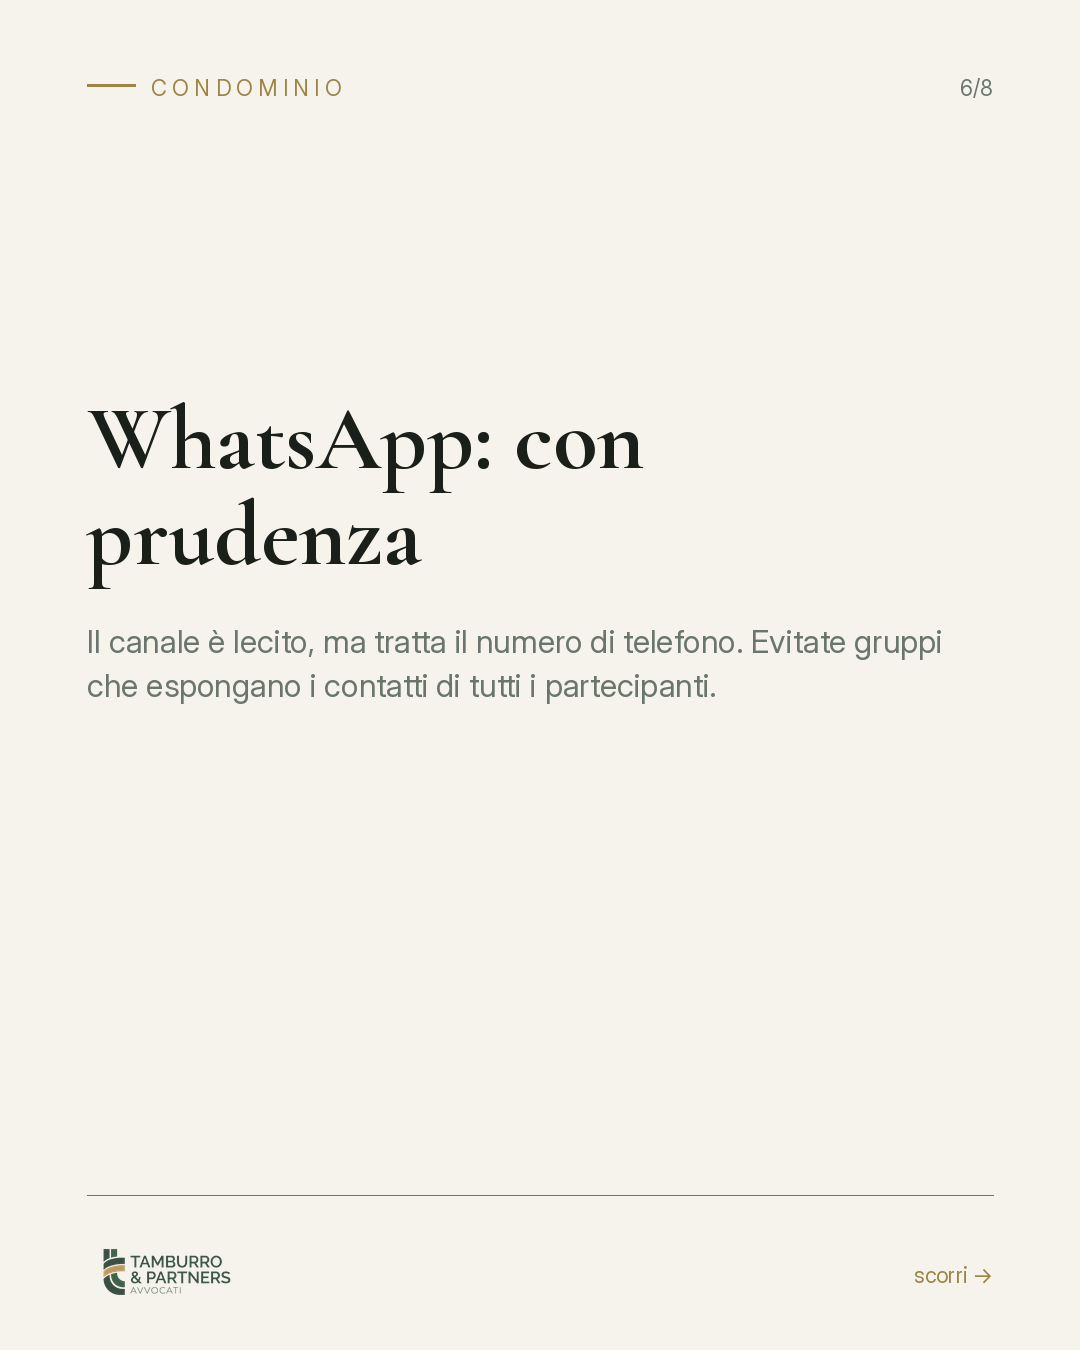 CONDOMINIO
6/8
WhatsApp: con
prudenza
Il canale è lecito, ma tratta il numero di telefono. Evitate gruppi
che espongano i contatti di tutti i partecipanti.
TAMBURRO
& PARTNERS
AVVOCATI
scorri →